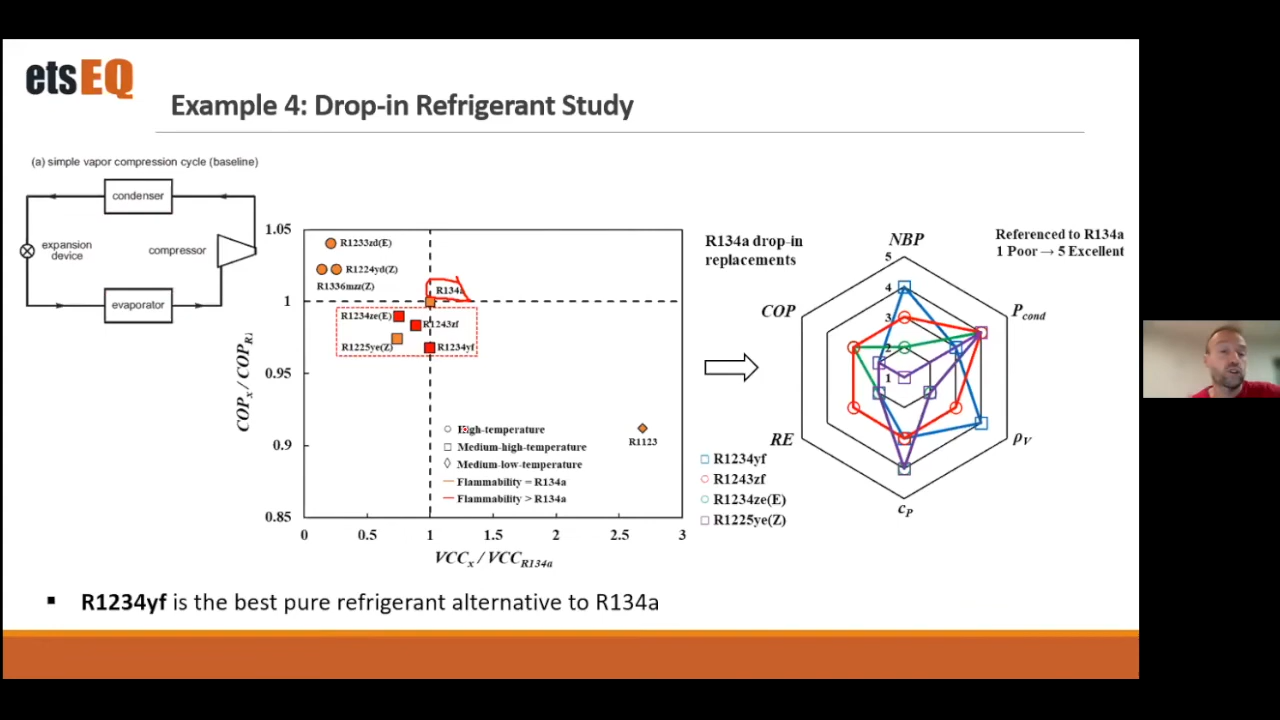 etsEQ
Example 4: Drop-in Refrigerant Study
(a) simple vapor compression cycle (baseline)
condenser
expansion
device
compressor
evaporator
1.05
1
0.95
0.9
0.85
COPx / COPR1
R1233zd(E)
R1224yd(Z)
R1336mzz(Z)
R134a
R1234ze(E)
R1243zf
R1225ye(Z)
R1234yf
R1123
High-temperature
Medium-high-temperature
Medium-low-temperature
Flammability = R134a
Flammability > R134a
0 0.5 1 1.5 2 2.5 3
VCCx / VCCR134a
R134a drop-in
replacements
Referenced to R134a
1 Poor → 5 Excellent
NBP
Pcond
ρV
cP
RE
COP
5
4
3
2
1
R1234yf
R1243zf
R1234ze(E)
R1225ye(Z)
▪ R1234yf is the best pure refrigerant alternative to R134a